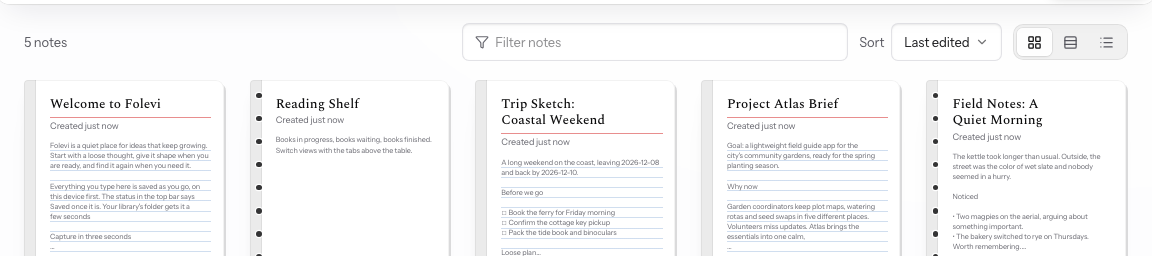 5 notes
Filter notes
Sort
Last edited
Welcome to Folevi
Created just now
Folevi is a quiet place for ideas that keep growing.
Start with a loose thought, give it shape when you
are ready, and find it again when you need it.
Everything you type here is saved as you go, on
this device first. The status in the top bar says
Saved once it is. Your library's folder gets it a
few seconds
Capture in three seconds
...
Reading Shelf
Created just now
Books in progress, books waiting, books finished.
Switch views with the tabs above the table.
Trip Sketch:
Coastal Weekend
Created just now
A long weekend on the coast, leaving 2026-12-08
and back by 2026-12-10.
Before we go
□ Book the ferry for Friday morning
□ Confirm the cottage key pickup
□ Pack the tide book and binoculars
Loose plan...
Project Atlas Brief
Created just now
Goal: a lightweight field guide app for the
city's community gardens, ready for the spring
planting season.
Why now
Garden coordinators keep plot maps, watering
rotas and seed swaps in five different places.
Volunteers miss updates. Atlas brings the
essentials into one calm,
...
Field Notes: A
Quiet Morning
Created just now
The kettle took longer than usual. Outside, the
street was the color of wet slate and nobody
seemed in a hurry.
Noticed
• Two magpies on the aerial, arguing about
something important.
• The bakery switched to rye on Thursdays.
Worth remembering....